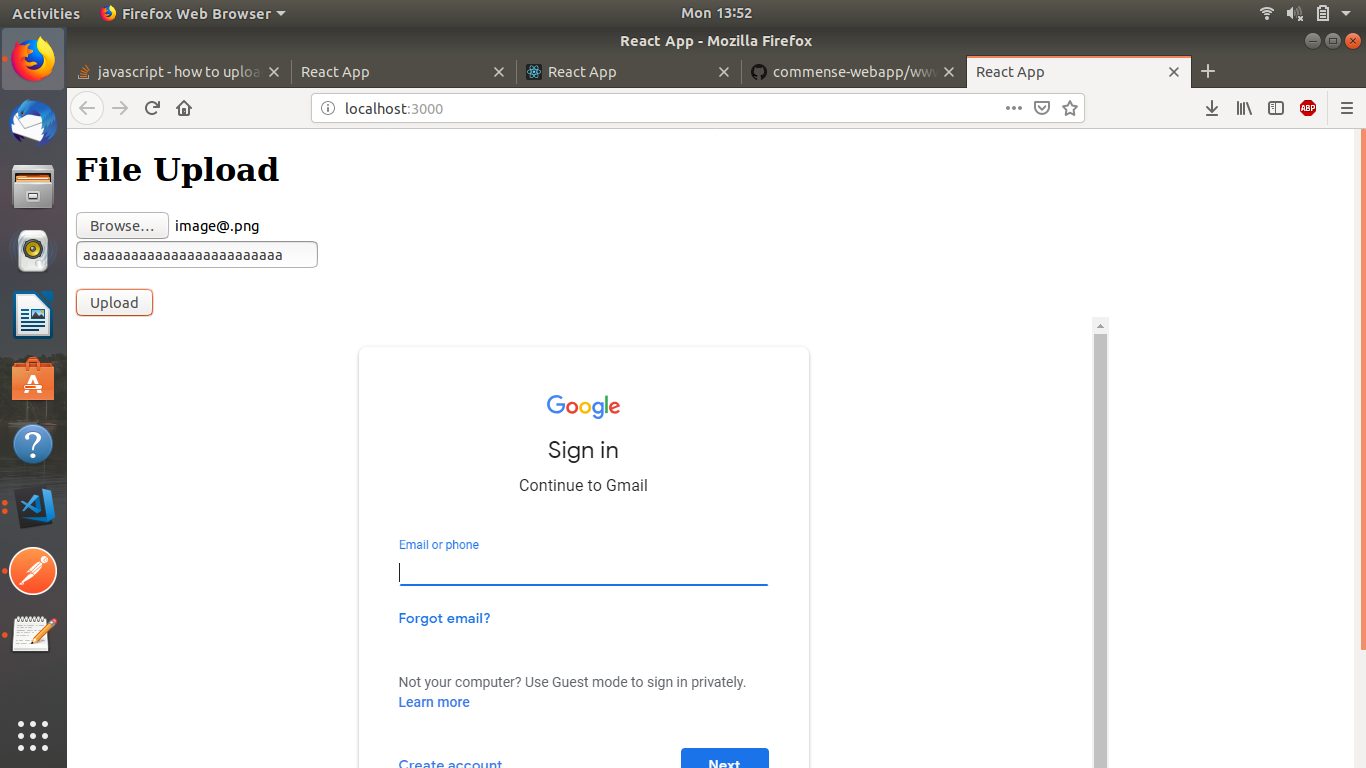 Activities Firefox Web Browser Mon 13:52
React App - Mozilla Firefox
javascript - how to uploa React App React App commense-webapp/ww React App
localhost:3000 ABP
File Upload
Browse... image@.png
aaaaaaaaaaaaaaaaaaaaaaaaa
Upload
Google
Sign in
Continue to Gmail
Email or phone
Forgot email?
Not your computer? Use Guest mode to sign in privately.
Learn more
Create account Next